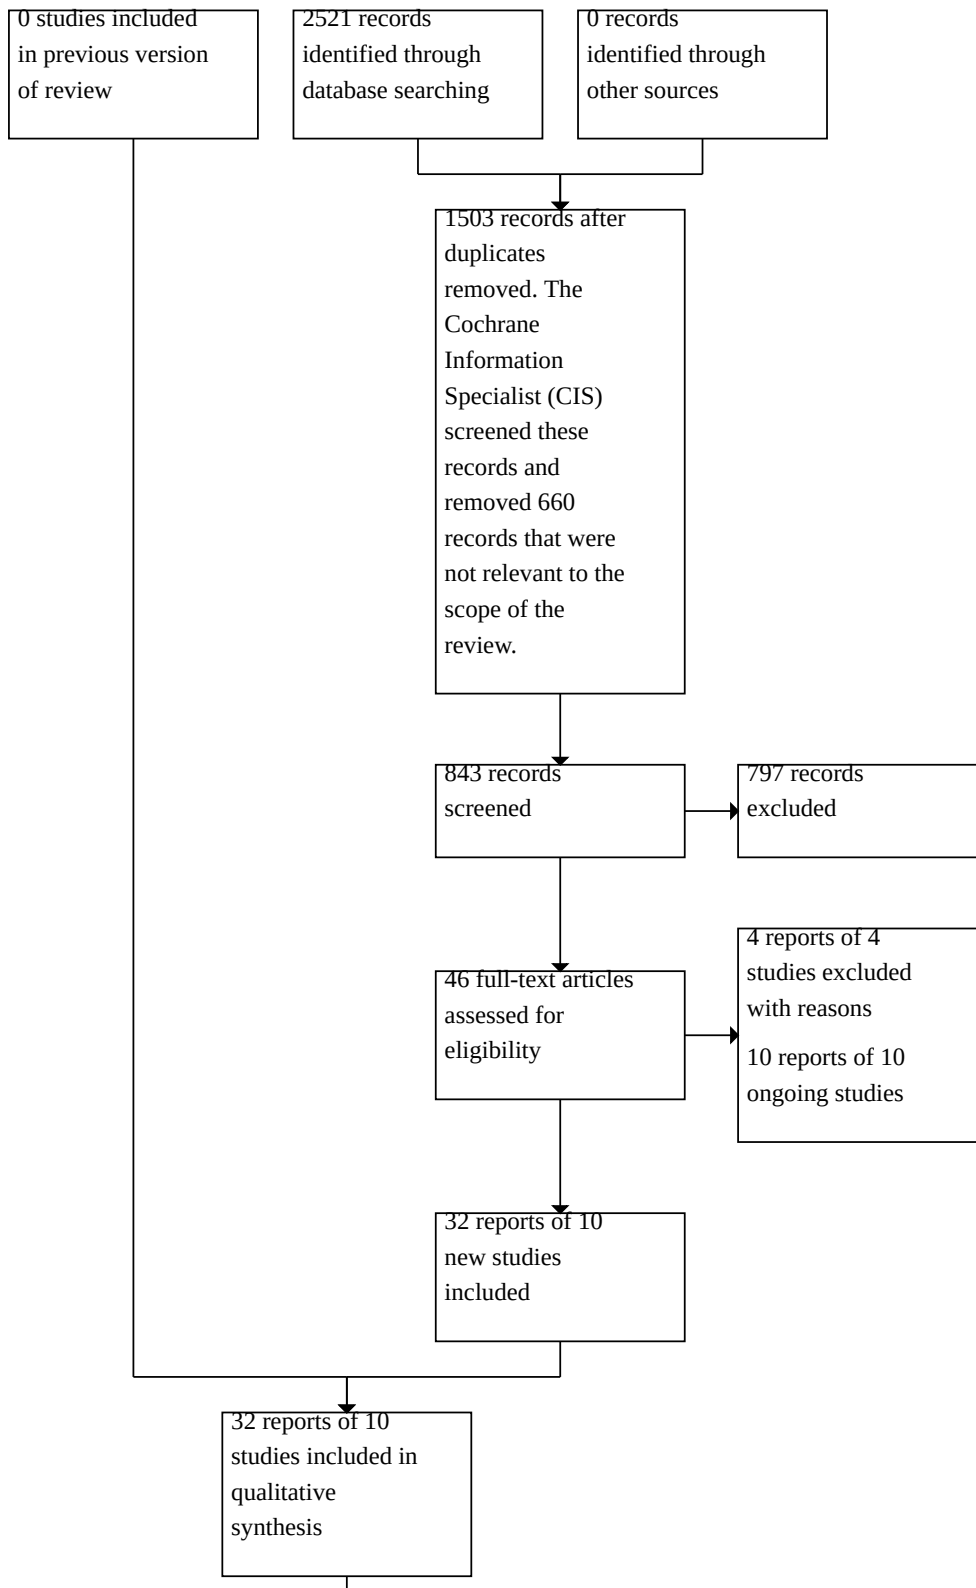 0 studies included
in previous version
of review
2521 records
identified through
database searching
0 records
identified through
other sources
1503 records after
duplicates
removed. The
Cochrane
Information
Specialist (CIS)
screened these
records and
removed 660
records that were
not relevant to the
scope of the
review.
843 records
screened
797 records
excluded
46 full-text articles
assessed for
eligibility
4 reports of 4
studies excluded
with reasons
10 reports of 10
ongoing studies
32 reports of 10
new studies
included
32 reports of 10
studies included in
qualitative
synthesis